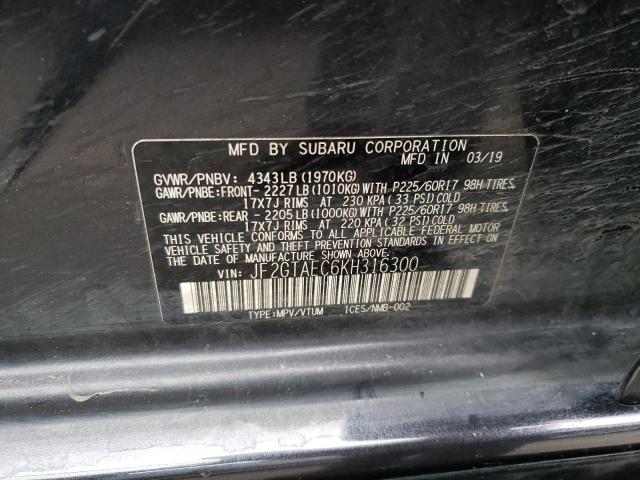 MFD BY SUBARU CORPORATION
MFD IN 03/19
GVWR/PNBV: 4343LB(1970KG)
GAWR/PNBE:FRONT- 2227LB(1010KG)WITH P225/60R17 98H TIRES,
17X7J RIMS AT 230 KPA(33 PSI)COLD
GAWR/PNBE:REAR - 2205LB(1000KG)WITH P225/60R17 98H TIRES,
17X7J RIMS AT 220 KPA(32 PSI)COLD
THIS VEHICLE CONFORMS TO ALL APPLICABLE FEDERAL MOTOR
VEHICLE SAFETY AND THEFT PREVENTION STANDARDS IN EFFECT ON
THE DATE OF MANUFACTURE SHOWN ABOVE.
VIN: JF2GTAEC6KH316300
TYPE:MPV/VTUM ICES/NMB-002